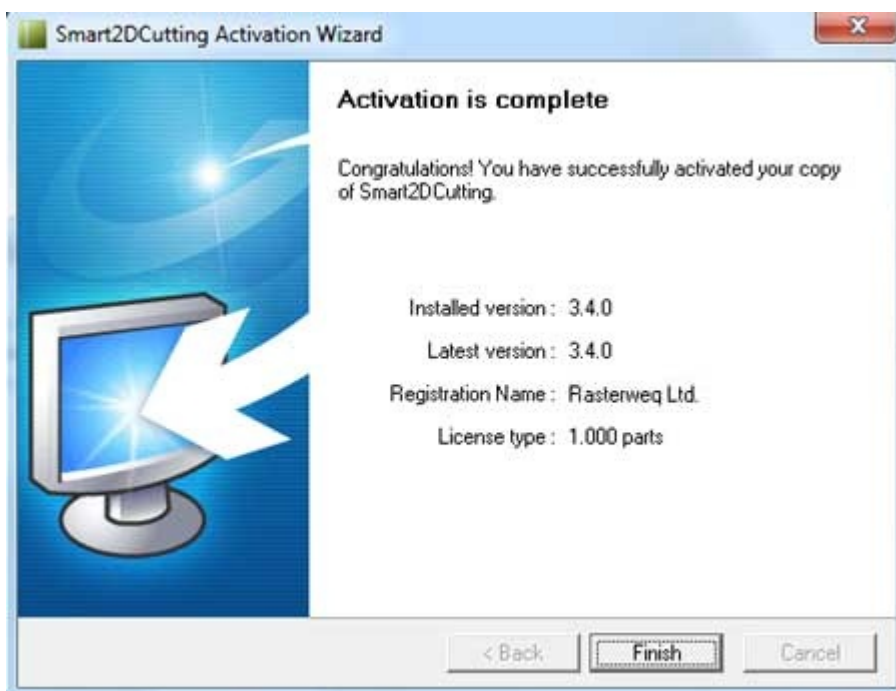 Smart2DCutting Activation Wizard
Activation is complete
Congratulations! You have successfully activated your copy
of Smart2DCutting.
Installed version : 3.4.0
Latest version : 3.4.0
Registration Name : Rasterweq Ltd.
License type : 1.000 parts
< Back Finish Cancel